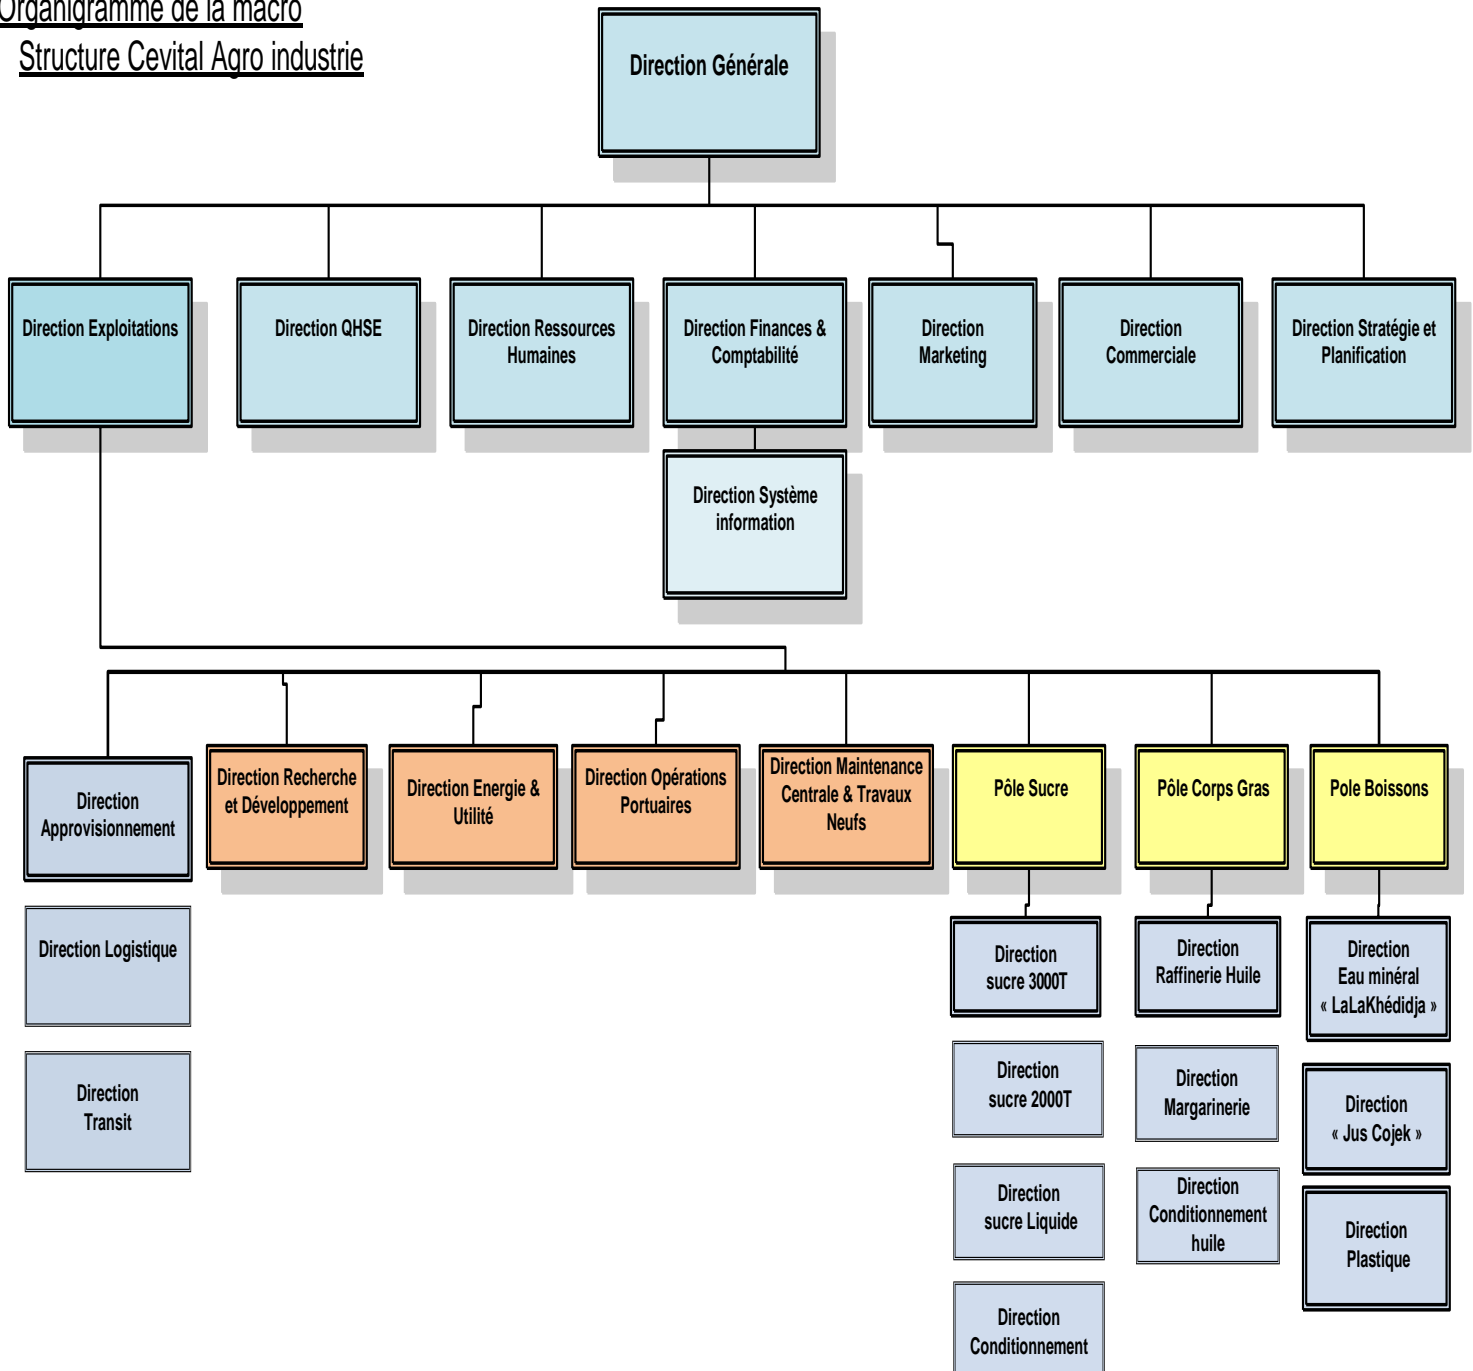 Organigramme de la macro
Structure Cevital Agro industrie
Direction Générale
Direction Exploitations
Direction QHSE
Direction Ressources
Humaines
Direction Finances &
Comptabilité
Direction
Marketing
Direction
Commerciale
Direction Stratégie et
Planification
Direction Système
information
Direction
Approvisionnement
Direction Recherche
et Développement
Direction Energie &
Utilité
Direction Opérations
Portuaires
Direction Maintenance
Centrale & Travaux
Neufs
Pôle Sucre
Pôle Corps Gras
Pole Boissons
Direction Logistique
Direction
Transit
Direction
sucre 3000T
Direction
sucre 2000T
Direction
sucre Liquide
Direction
Conditionnement
Direction
Raffinerie Huile
Direction
Margarinerie
Direction
Conditionnement
huile
Direction
Eau minéral
« LaLaKhédidja »
Direction
« Jus Cojek »
Direction
Plastique